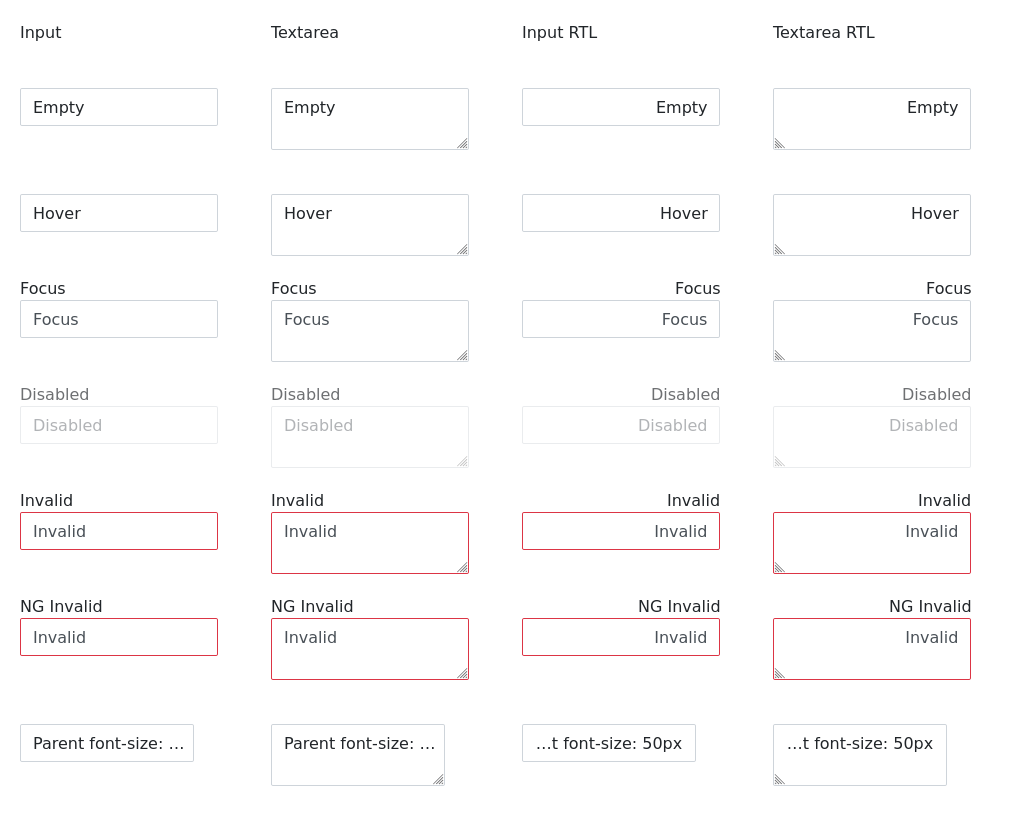 Input Textarea Input RTL Textarea RTL
Empty Empty Empty Empty
Hover Hover Hover Hover
Focus Focus Focus Focus
Focus Focus Focus Focus
Disabled Disabled Disabled Disabled
Disabled Disabled Disabled Disabled
Invalid Invalid Invalid Invalid
Invalid Invalid Invalid Invalid
NG Invalid NG Invalid NG Invalid NG Invalid
Invalid Invalid Invalid Invalid
Parent font-size: … Parent font-size: … …t font-size: 50px …t font-size: 50px